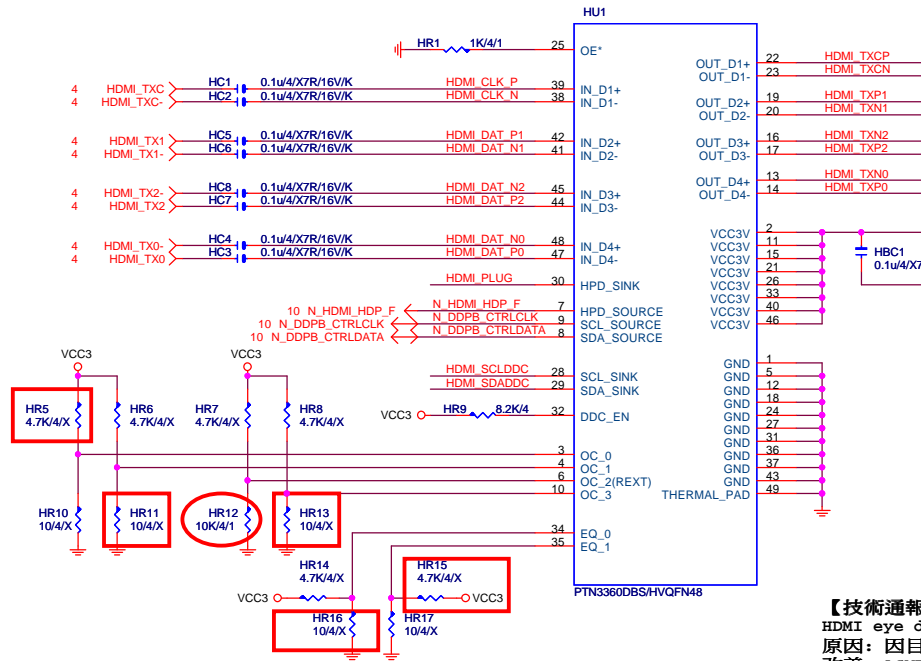 HU1
HR1 1K/4/1 25 OE*
OUT_D1+ 22 HDMI_TXCP
OUT_D1- 23 HDMI_TXCN
4 HDMI_TXC HC1 0.1u/4/X7R/16V/K HDMI_CLK_P 39 IN_D1+
4 HDMI_TXC- HC2 0.1u/4/X7R/16V/K HDMI_CLK_N 38 IN_D1-
OUT_D2+ 19 HDMI_TXP1
OUT_D2- 20 HDMI_TXN1
4 HDMI_TX1 HC5 0.1u/4/X7R/16V/K HDMI_DAT_P1 42 IN_D2+
4 HDMI_TX1- HC6 0.1u/4/X7R/16V/K HDMI_DAT_N1 41 IN_D2-
OUT_D3+ 16 HDMI_TXN2
OUT_D3- 17 HDMI_TXP2
4 HDMI_TX2- HC8 0.1u/4/X7R/16V/K HDMI_DAT_N2 45 IN_D3+
4 HDMI_TX2 HC7 0.1u/4/X7R/16V/K HDMI_DAT_P2 44 IN_D3-
OUT_D4+ 13 HDMI_TXN0
OUT_D4- 14 HDMI_TXP0
4 HDMI_TX0- HC4 0.1u/4/X7R/16V/K HDMI_DAT_N0 48 IN_D4+
4 HDMI_TX0 HC3 0.1u/4/X7R/16V/K HDMI_DAT_P0 47 IN_D4-
VCC3V 2
VCC3V 11
VCC3V 15
VCC3V 21
VCC3V 26
VCC3V 33
VCC3V 40
VCC3V 46
HBC1
0.1u/4/X7
HDMI_PLUG 30 HPD_SINK
10 N_HDMI_HDP_F N_HDMI_HDP_F 7 HPD_SOURCE
10 N_DDPB_CTRLCLK N_DDPB_CTRLCLK 9 SCL_SOURCE
10 N_DDPB_CTRLDATA N_DDPB_CTRLDATA 8 SDA_SOURCE
HDMI_SCLDDC 28 SCL_SINK
HDMI_SDADDC 29 SDA_SINK
VCC3 HR9 8.2K/4 32 DDC_EN
GND 1
GND 5
GND 12
GND 18
GND 24
GND 27
GND 31
GND 36
GND 37
GND 43
THERMAL_PAD 49
VCC3 VCC3
HR5 HR6 HR7 HR8
4.7K/4/X 4.7K/4/X 4.7K/4/X 4.7K/4/X
3 OC_0
4 OC_1
6 OC_2(REXT)
10 OC_3
HR10 HR11 HR12 HR13
10/4/X 10/4/X 10K/4/1 10/4/X
34 EQ_0
35 EQ_1
HR14 HR15
4.7K/4/X 4.7K/4/X
VCC3 VCC3
HR16 HR17
10/4/X 10/4/X
PTN3360DBS/HVQFN48
【技術通報
HDMI eye
原因：因目